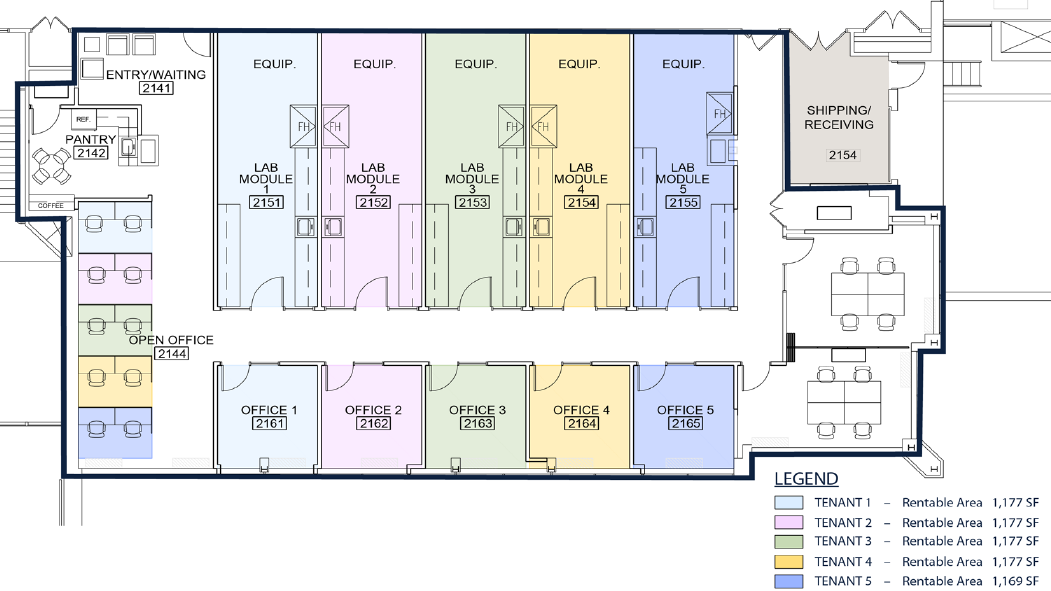 ENTRY/WAITING
2141
REF.
PANTRY
2142
COFFEE
EQUIP.
EQUIP.
EQUIP.
EQUIP.
EQUIP.
FH
FH
FH
FH
FH
LAB
MODULE
1
2151
LAB
MODULE
2
2152
LAB
MODULE
3
2153
LAB
MODULE
4
2154
LAB
MODULE
5
2155
SHIPPING/
RECEIVING
2154
OPEN OFFICE
2144
OFFICE 1
2161
OFFICE 2
2162
OFFICE 3
2163
OFFICE 4
2164
OFFICE 5
2165
LEGEND
TENANT 1 – Rentable Area 1,177 SF
TENANT 2 – Rentable Area 1,177 SF
TENANT 3 – Rentable Area 1,177 SF
TENANT 4 – Rentable Area 1,177 SF
TENANT 5 – Rentable Area 1,169 SF